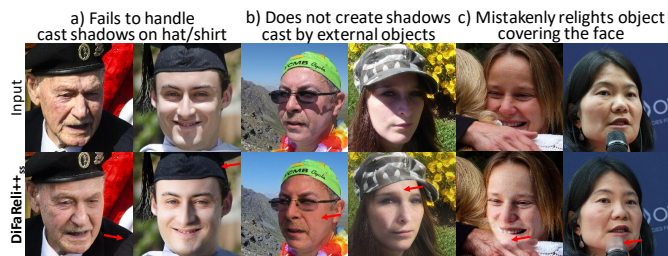 a) Fails to handle
cast shadows on hat/shirt
b) Does not create shadows
cast by external objects
c) Mistakenly relights object
covering the face
Input
DiFaReli++ss